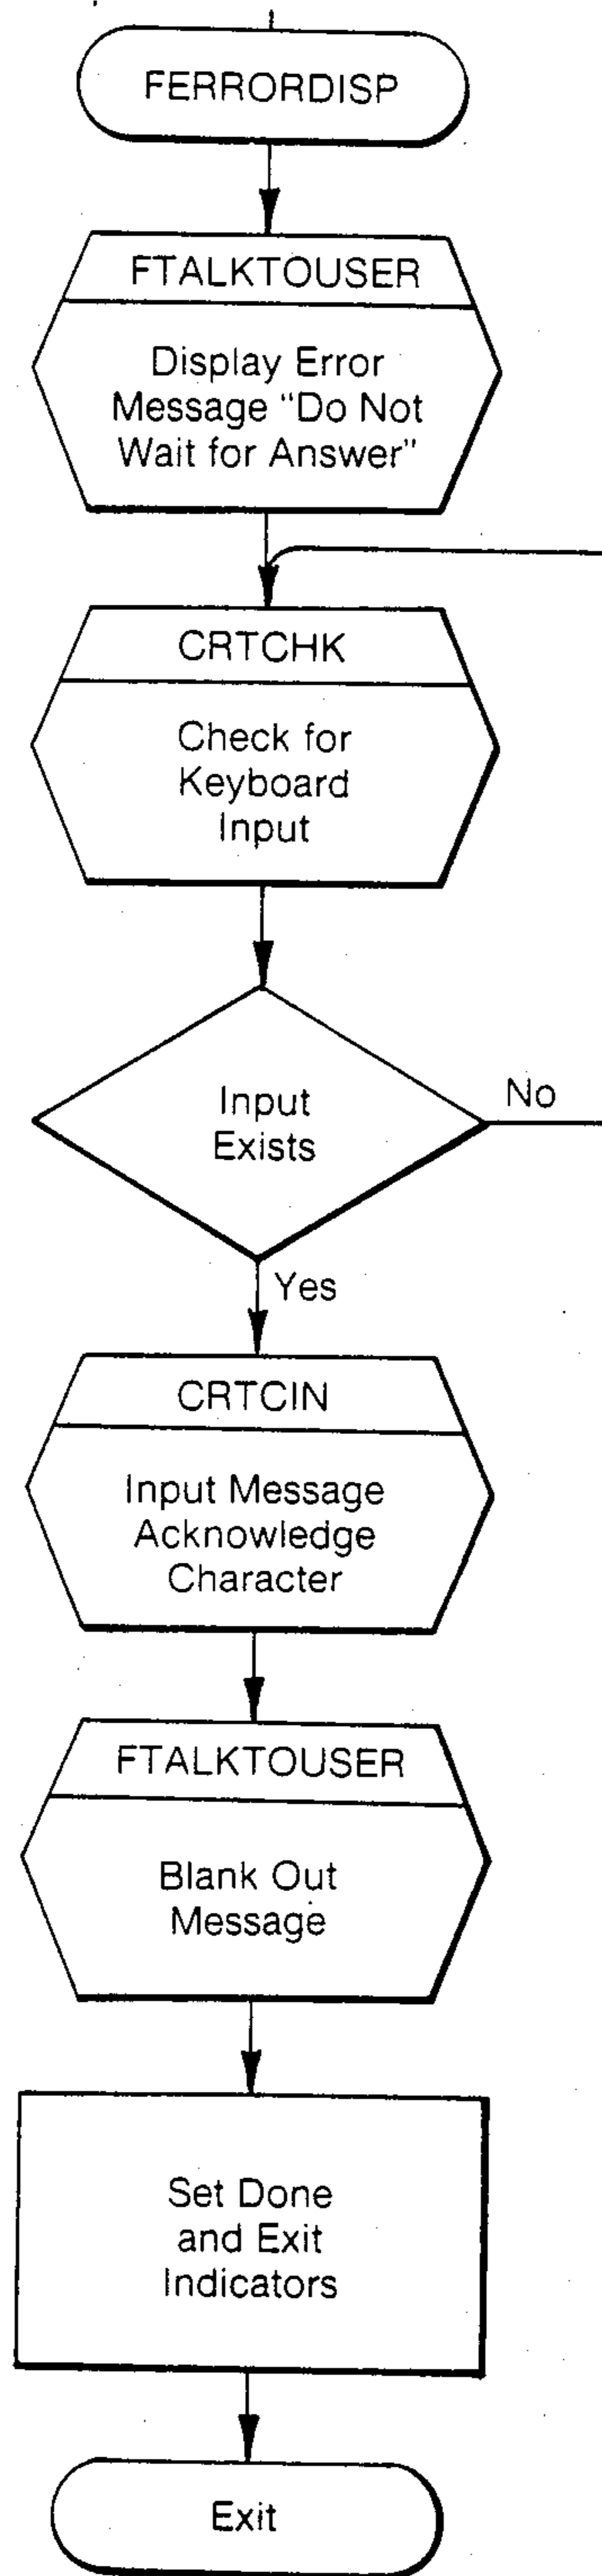 FERRORDISP
FTALKTOUSER
Display Error
Message “Do Not
Wait for Answer”
CRTCHK
Check for
Keyboard
Input
Input
Exists
No
Yes
CRTCIN
Input Message
Acknowledge
Character
FTALKTOUSER
Blank Out
Message
Set Done
and Exit
Indicators
Exit